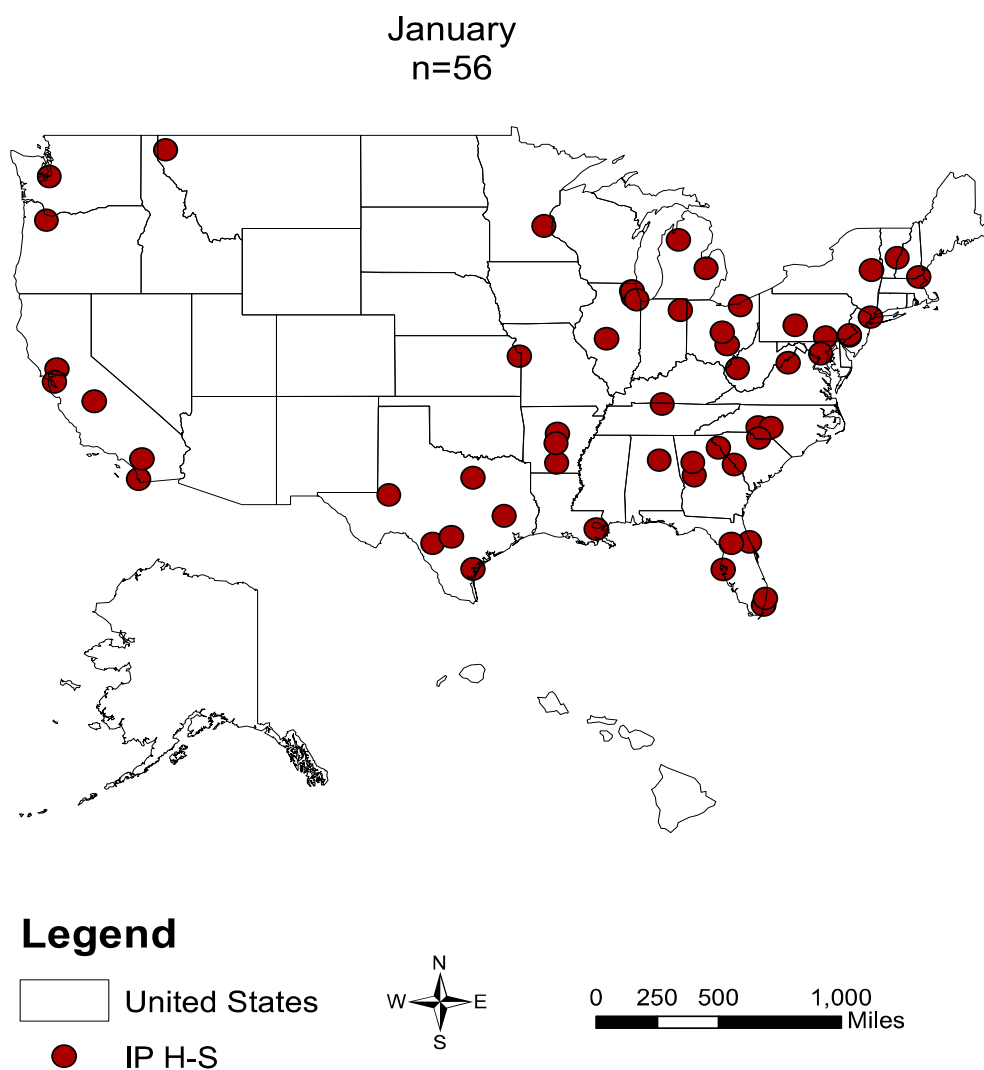 January
n=56
Legend
United States
IP H-S
N
W E
S
0 250 500 1,000
Miles